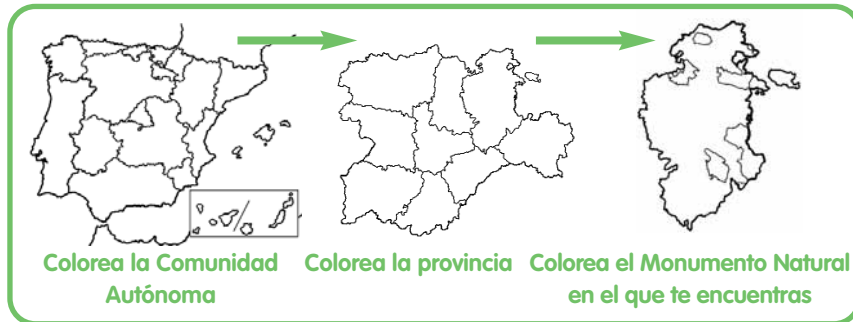 Colorea la Comunidad
Autónoma
Colorea la provincia
Colorea el Monumento Natural
en el que te encuentras